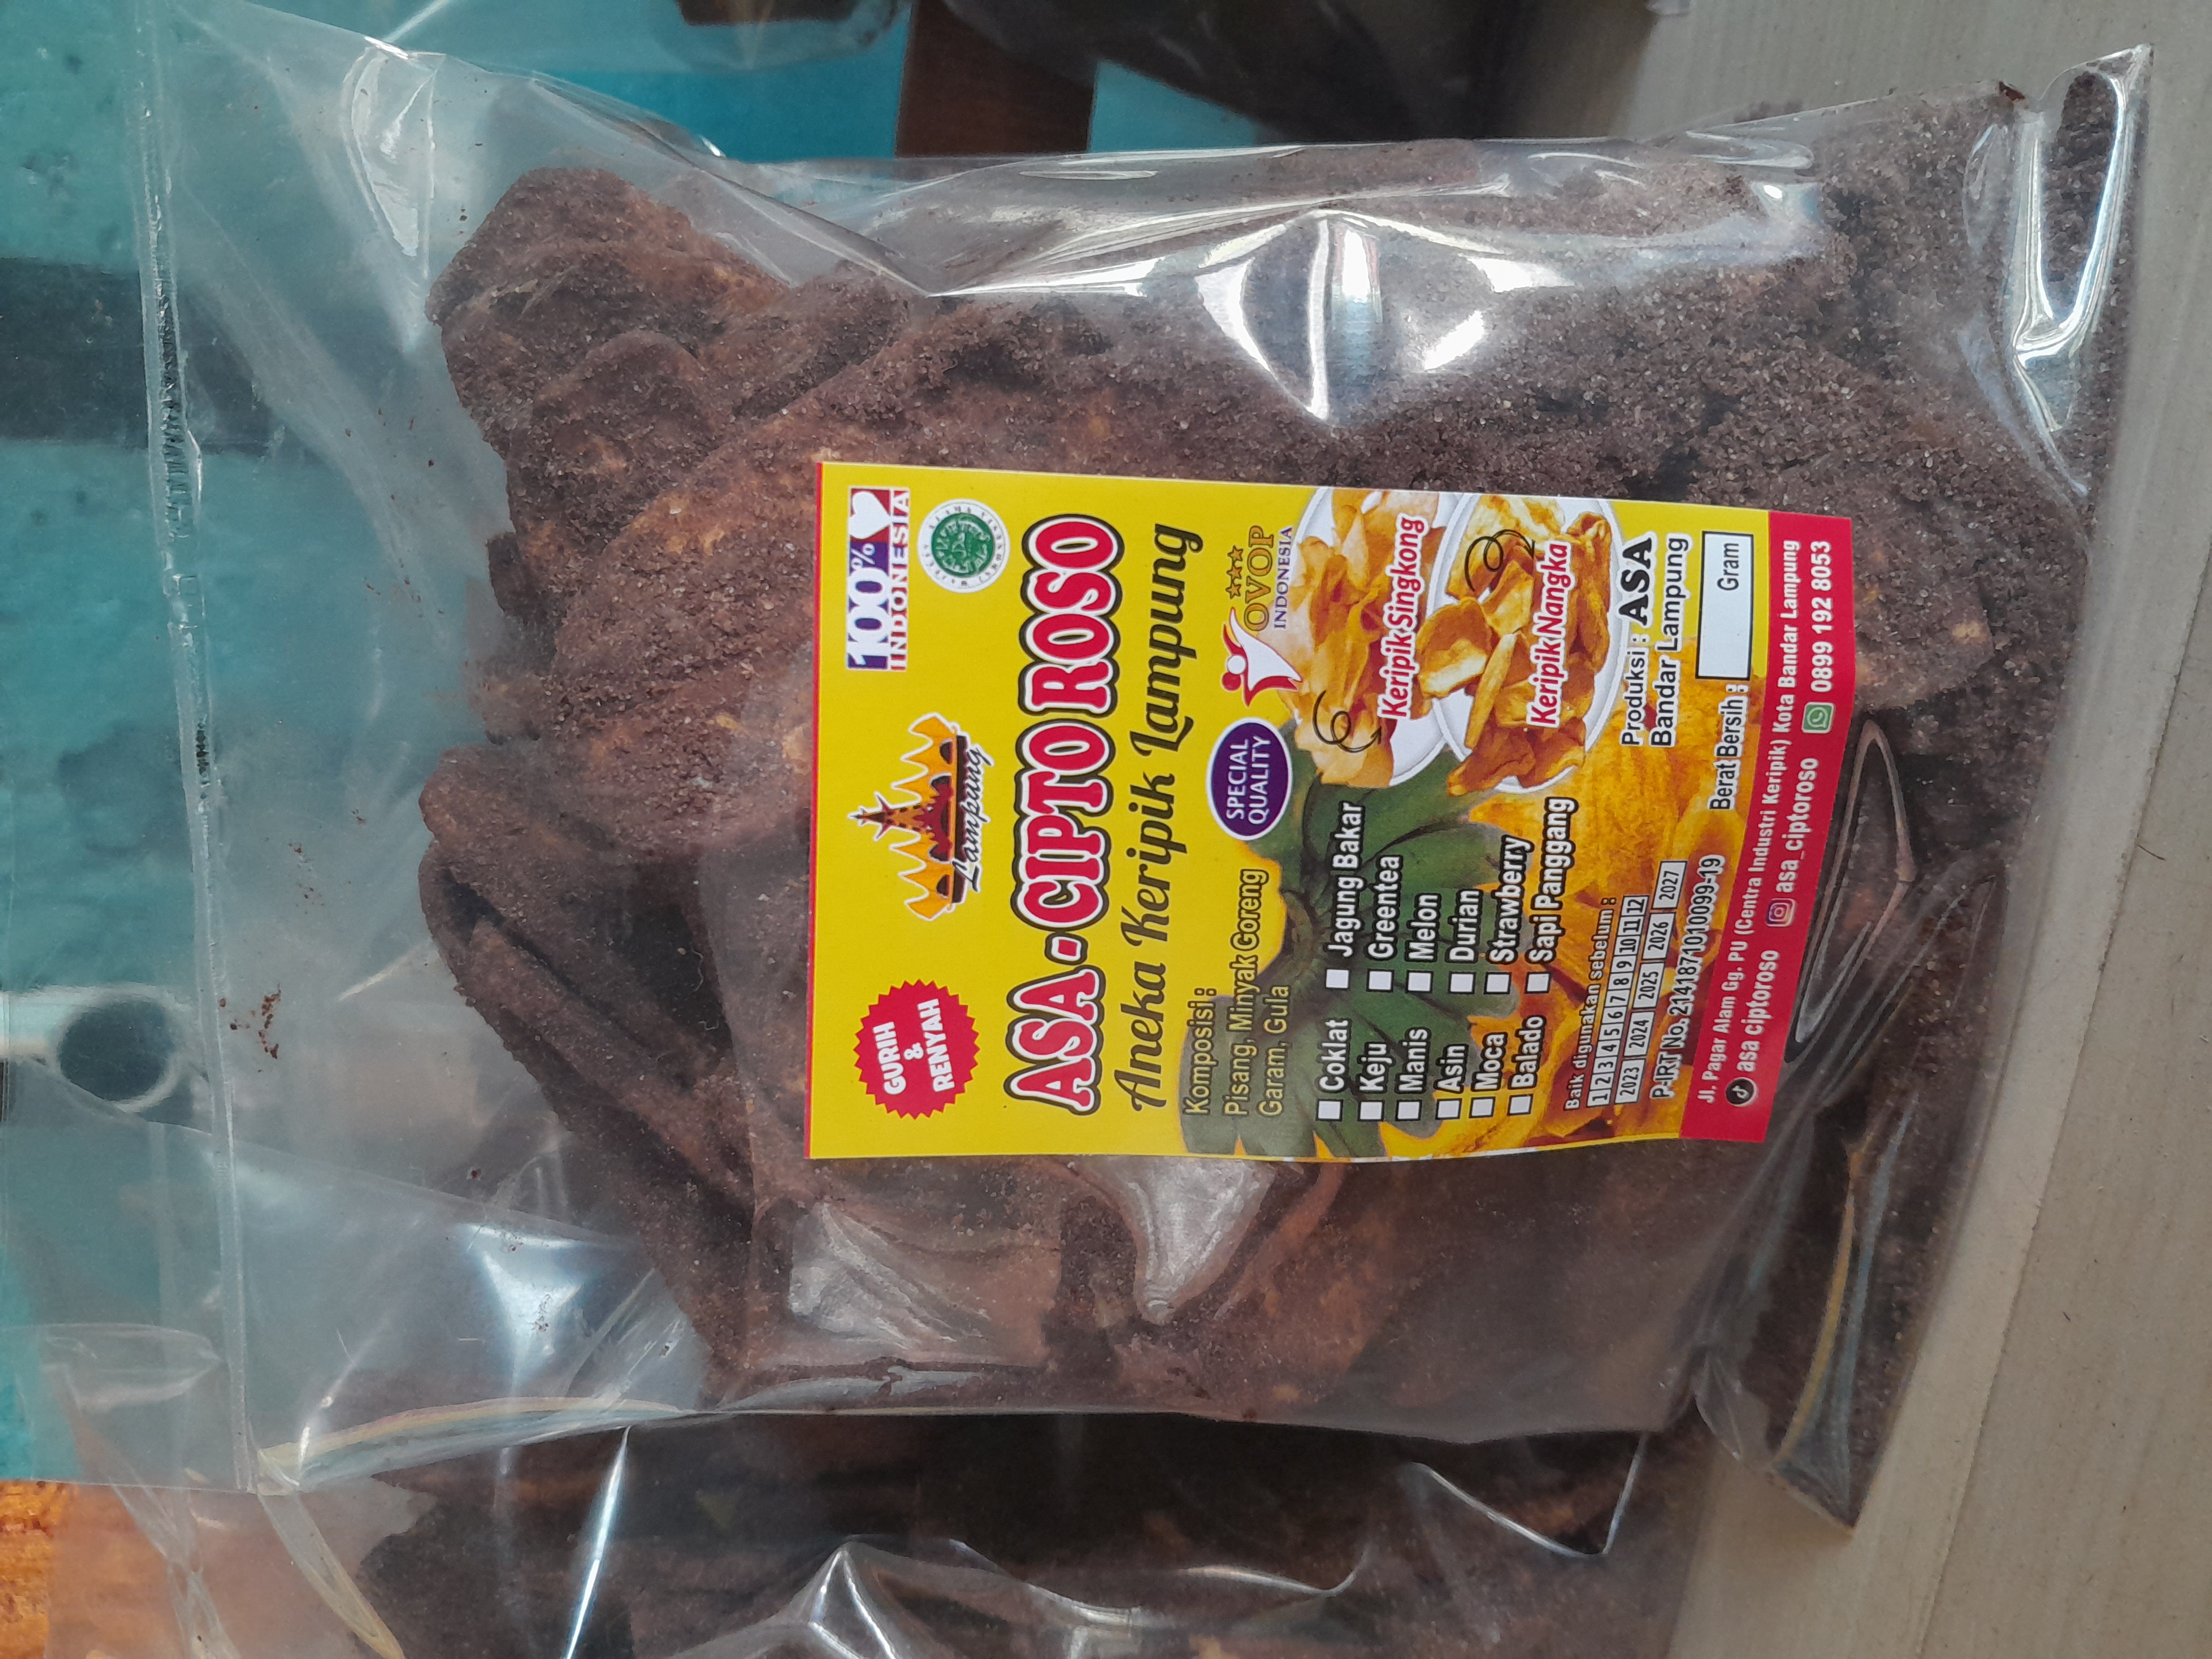 GURIH
&
RENYAH
Lampung
100%
INDONESIA
ASA - CIPTO ROSO
Aneka Keripik Lampung
Komposisi :
Pisang, Minyak Goreng
Garam, Gula
SPECIAL
QUALITY
OVOP
INDONESIA
Coklat
Keju
Manis
Asin
Moca
Balado
Jagung Bakar
Greentea
Melon
Durian
Strawberry
Sapi Panggang
Keripik Singkong
Keripik Nangka
Baik digunakan sebelum :
1 2 3 4 5 6 7 8 9 10 11 12
2023 2024 2025 2026 2027
P-IRT No. 2141871010099-19
Produksi : ASA
Bandar Lampung
Berat Bersih : Gram
Jl. Pagar Alam Gg. PU (Centra Industri Keripik) Kota Bandar Lampung
asa ciptoroso asa_ciptoroso 0899 192 8053